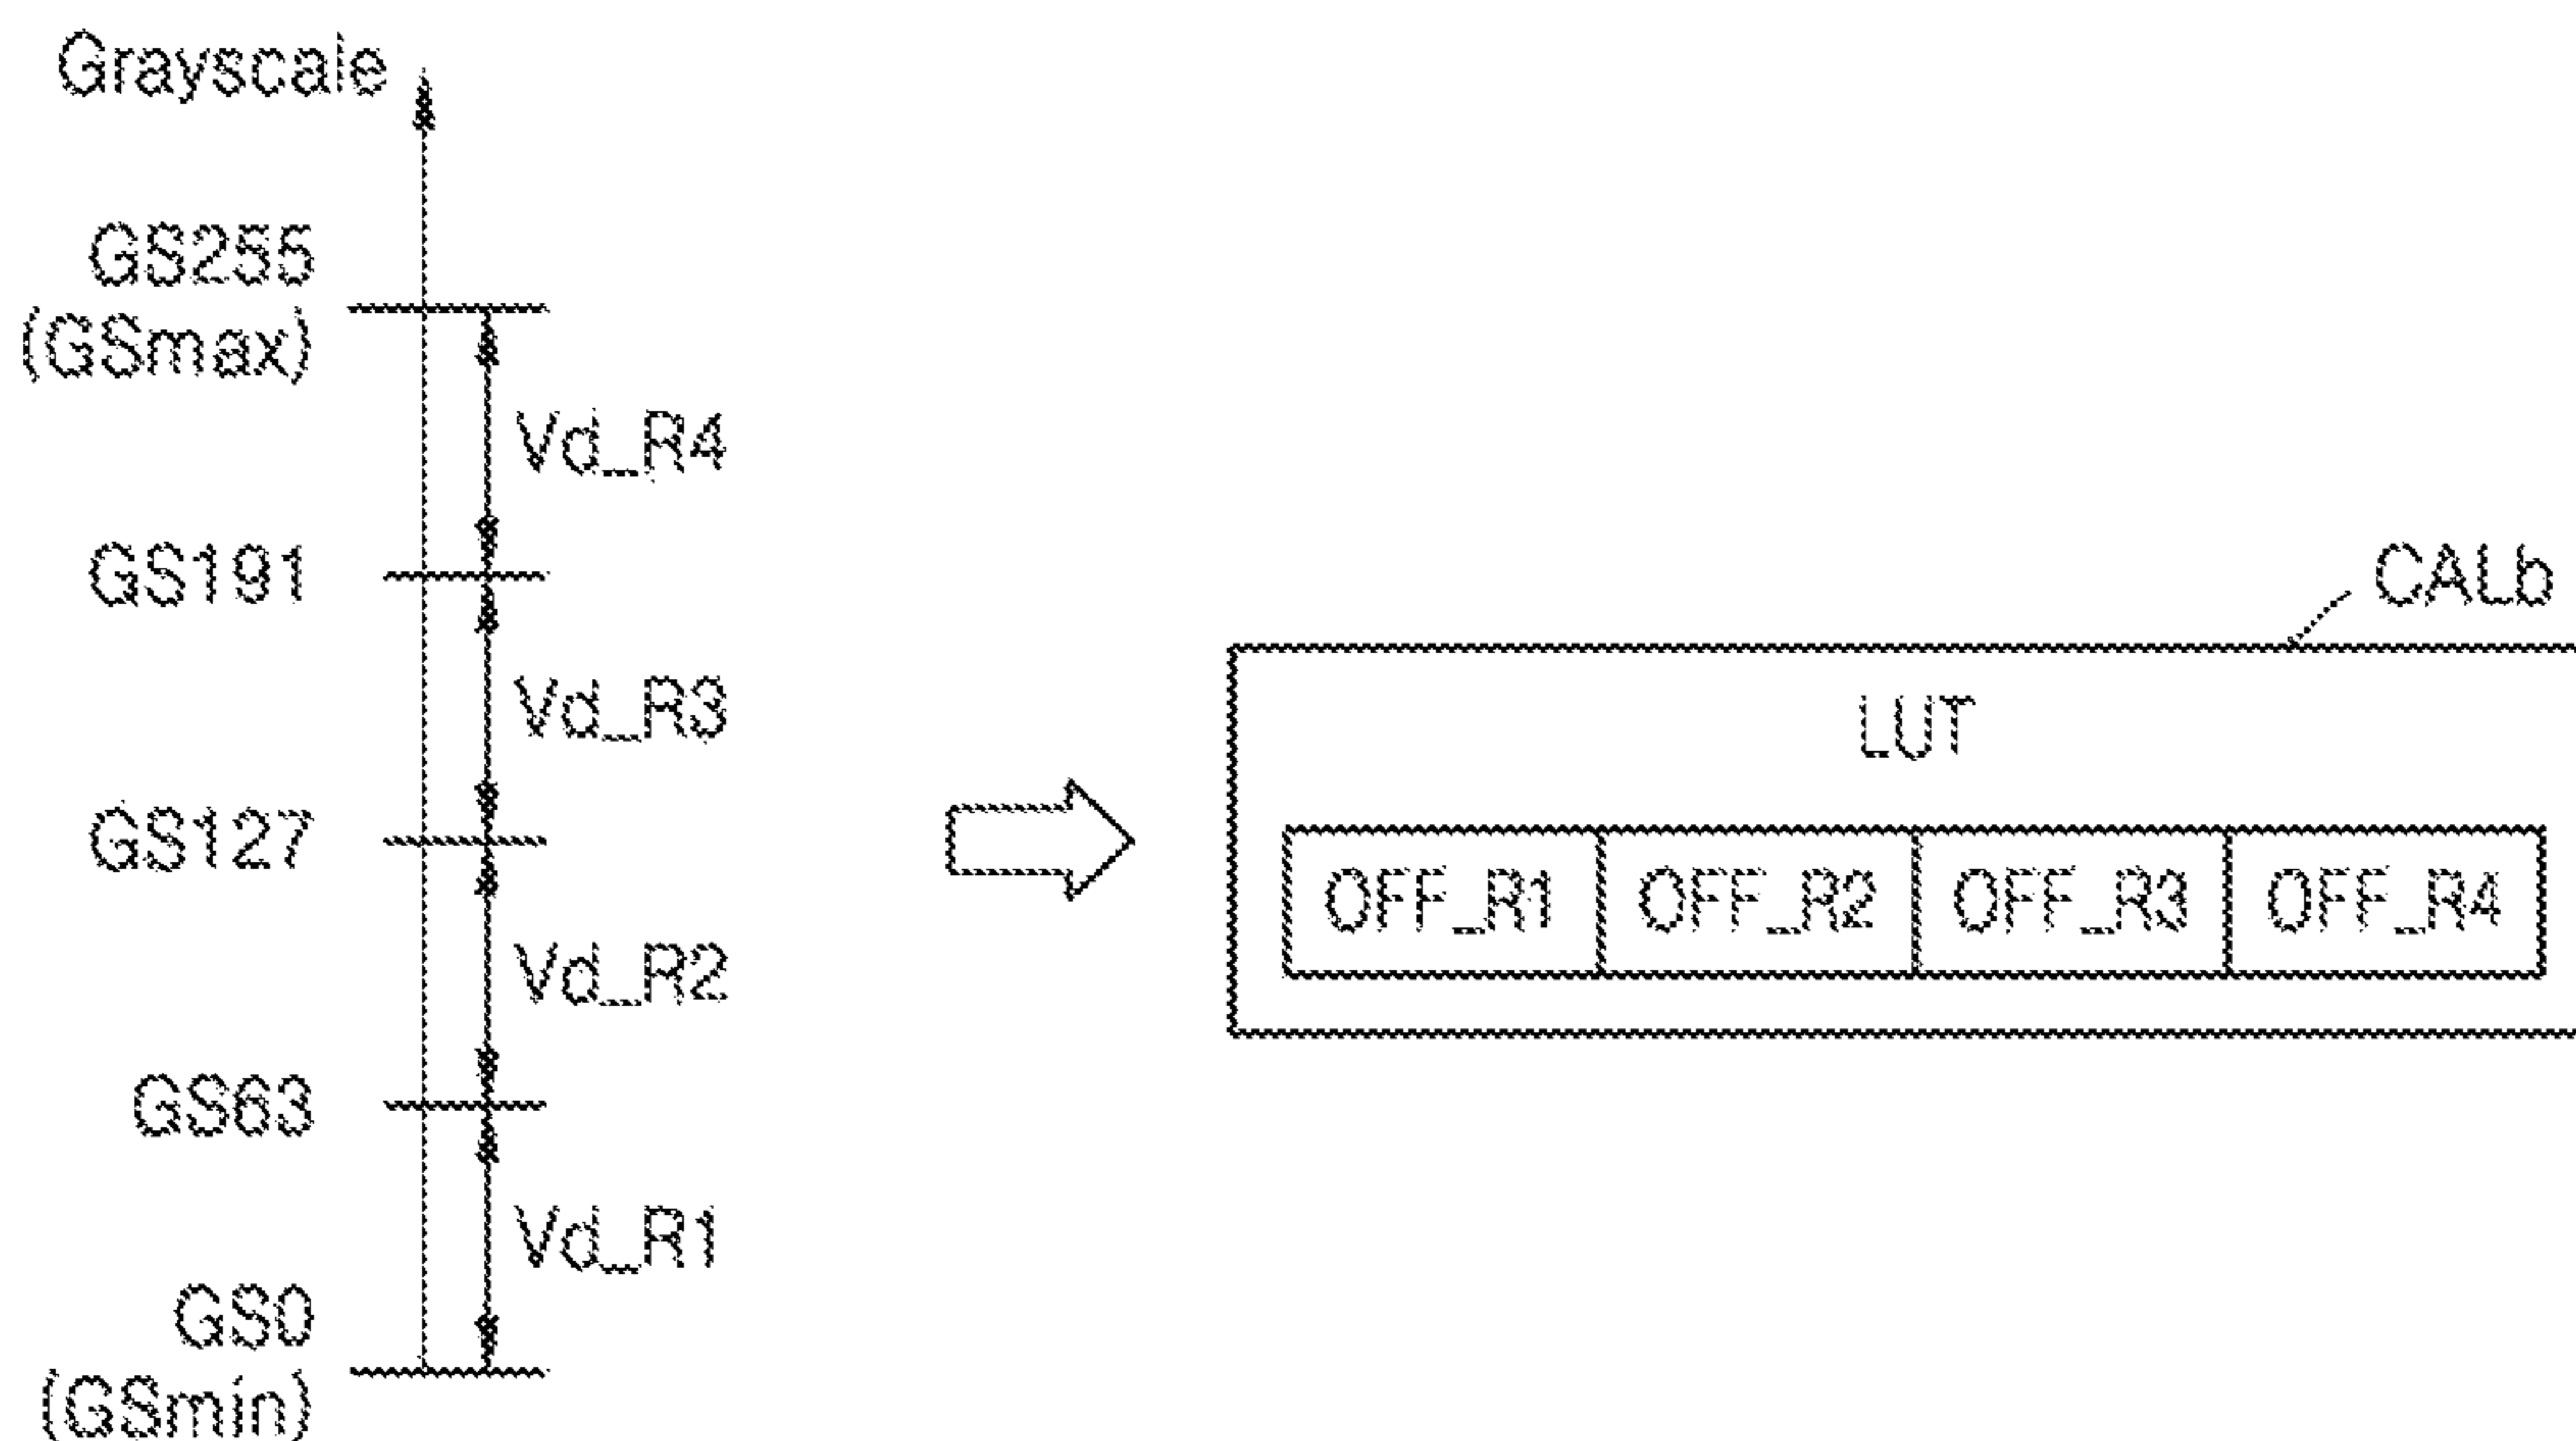 Grayscale
GS255
(GSmax)
Vd_R4
GS191
Vd_R3
GS127
Vd_R2
GS63
Vd_R1
GS0
(GSmin)
CALb
LUT
OFF_R1 OFF_R2 OFF_R3 OFF_R4